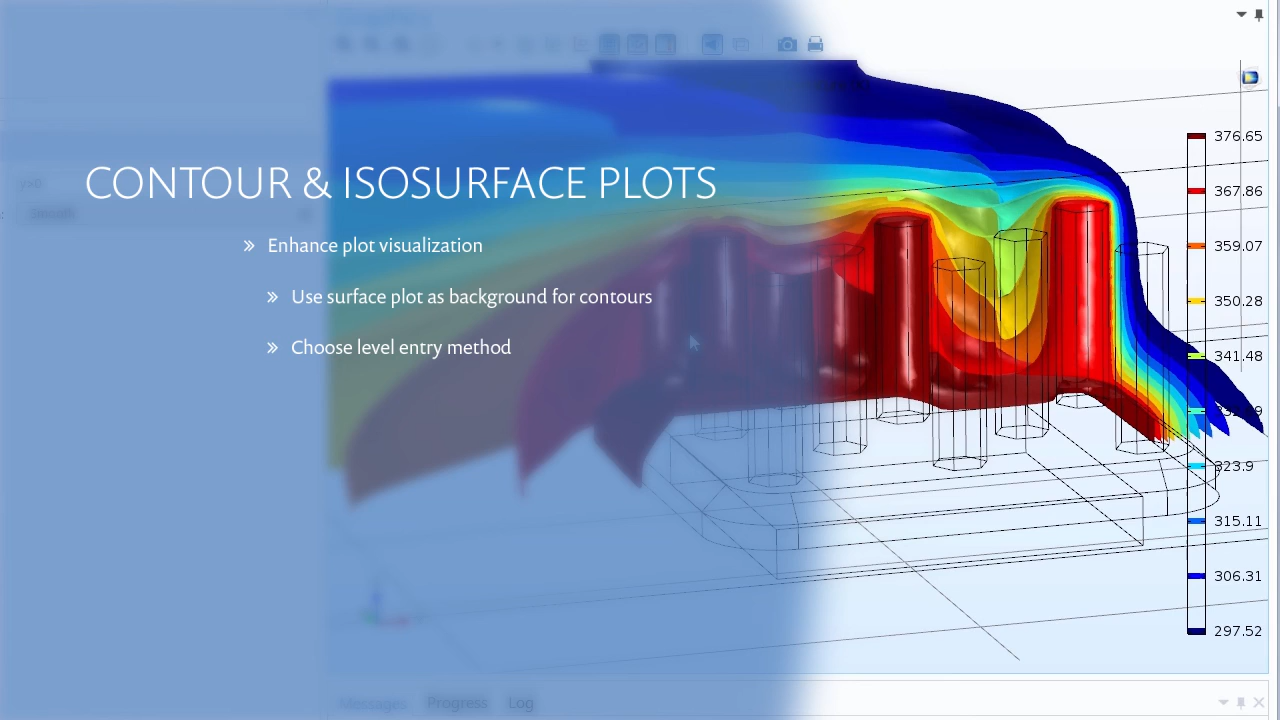 CONTOUR & ISOSURFACE PLOTS
» Enhance plot visualization
» Use surface plot as background for contours
» Choose level entry method
376.65
367.86
359.07
350.28
341.48
323.9
315.11
306.31
297.52
Messages Progress Log